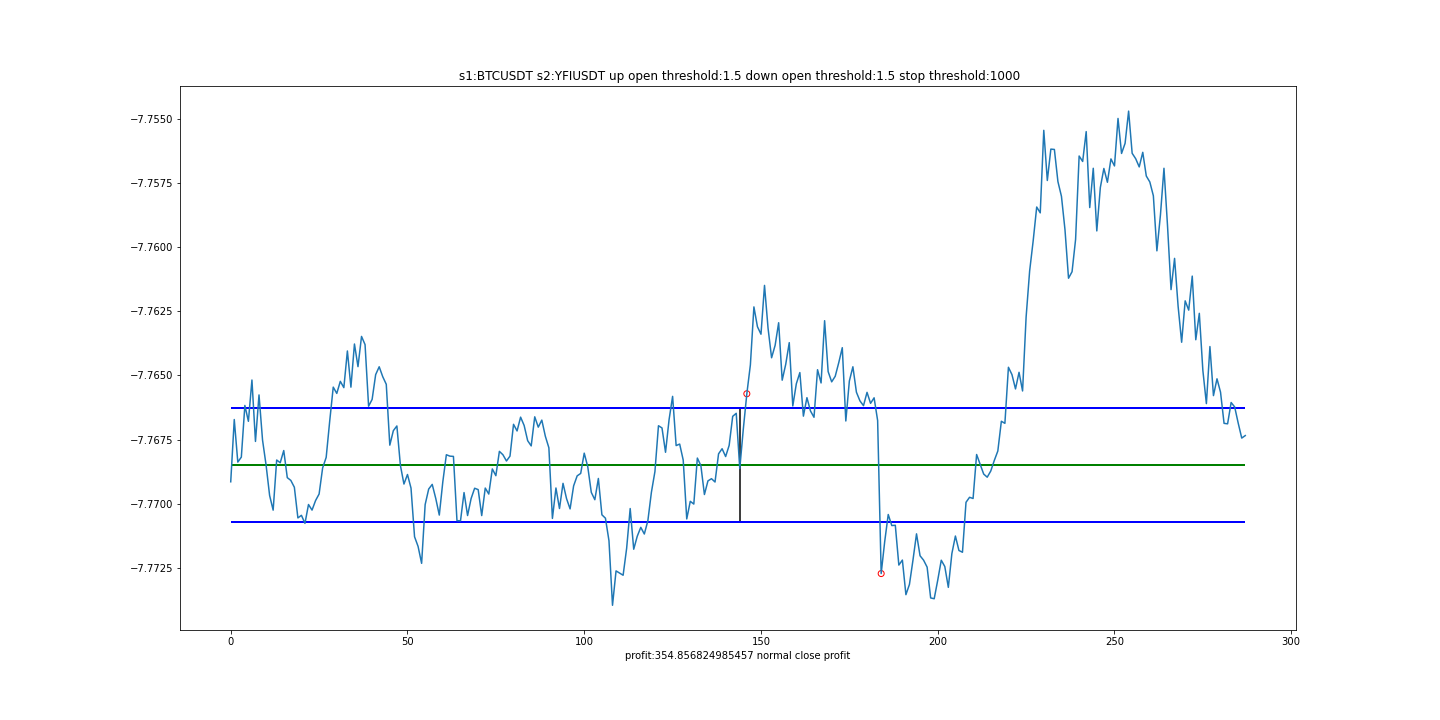 s1:BTCUSDT s2:YFIUSDT up open threshold:1.5 down open threshold:1.5 stop threshold:1000
−7.7550
−7.7575
−7.7600
−7.7625
−7.7650
−7.7675
−7.7700
−7.7725
0 50 100 150 200 250 300
profit:354.856824985457 normal close profit